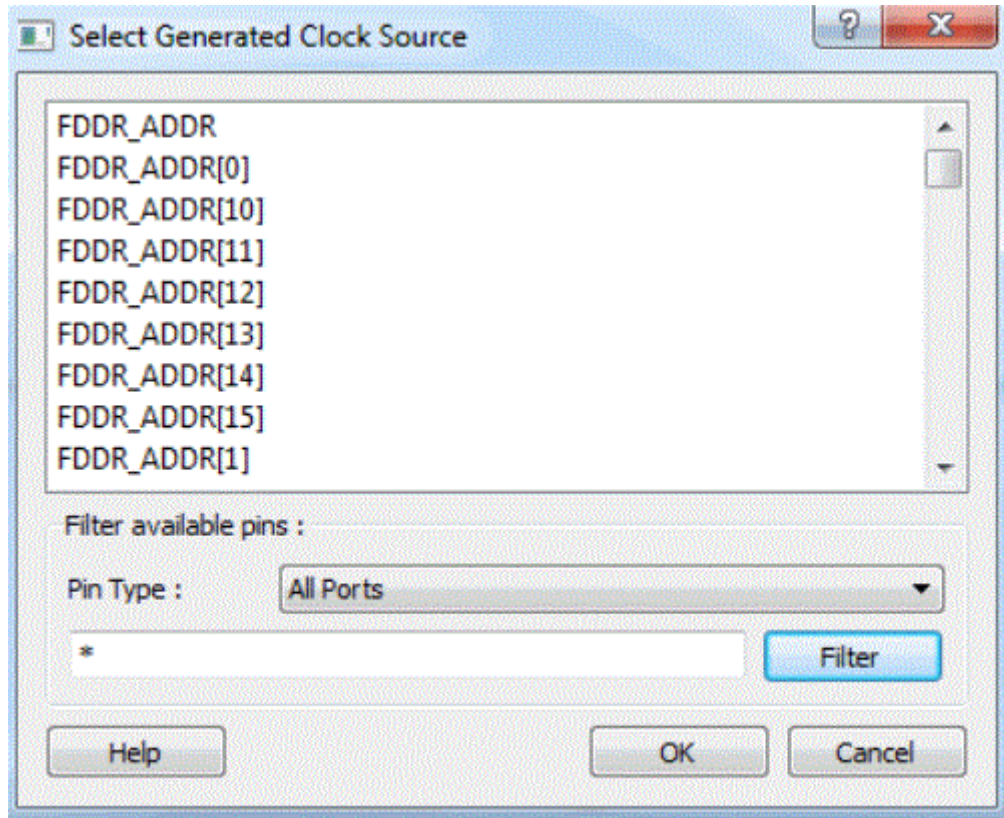 Select Generated Clock Source
FDDR_ADDR
FDDR_ADDR[0]
FDDR_ADDR[10]
FDDR_ADDR[11]
FDDR_ADDR[12]
FDDR_ADDR[13]
FDDR_ADDR[14]
FDDR_ADDR[15]
FDDR_ADDR[1]
Filter available pins :
Pin Type : All Ports
* Filter
Help OK Cancel